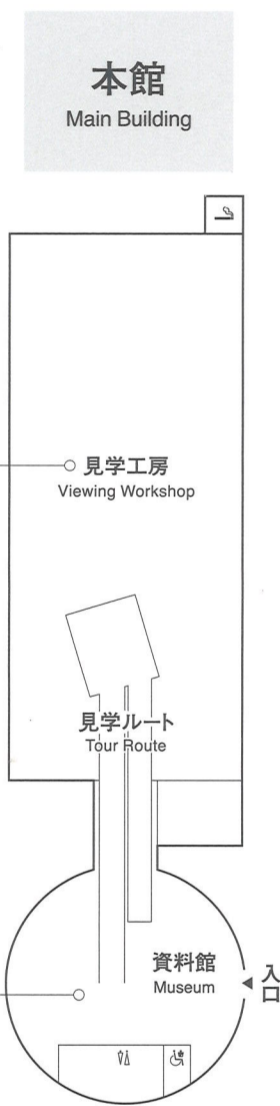 本館
Main Building
見学工房
Viewing Workshop
見学ルート
Tour Route
資料館
Museum
入口